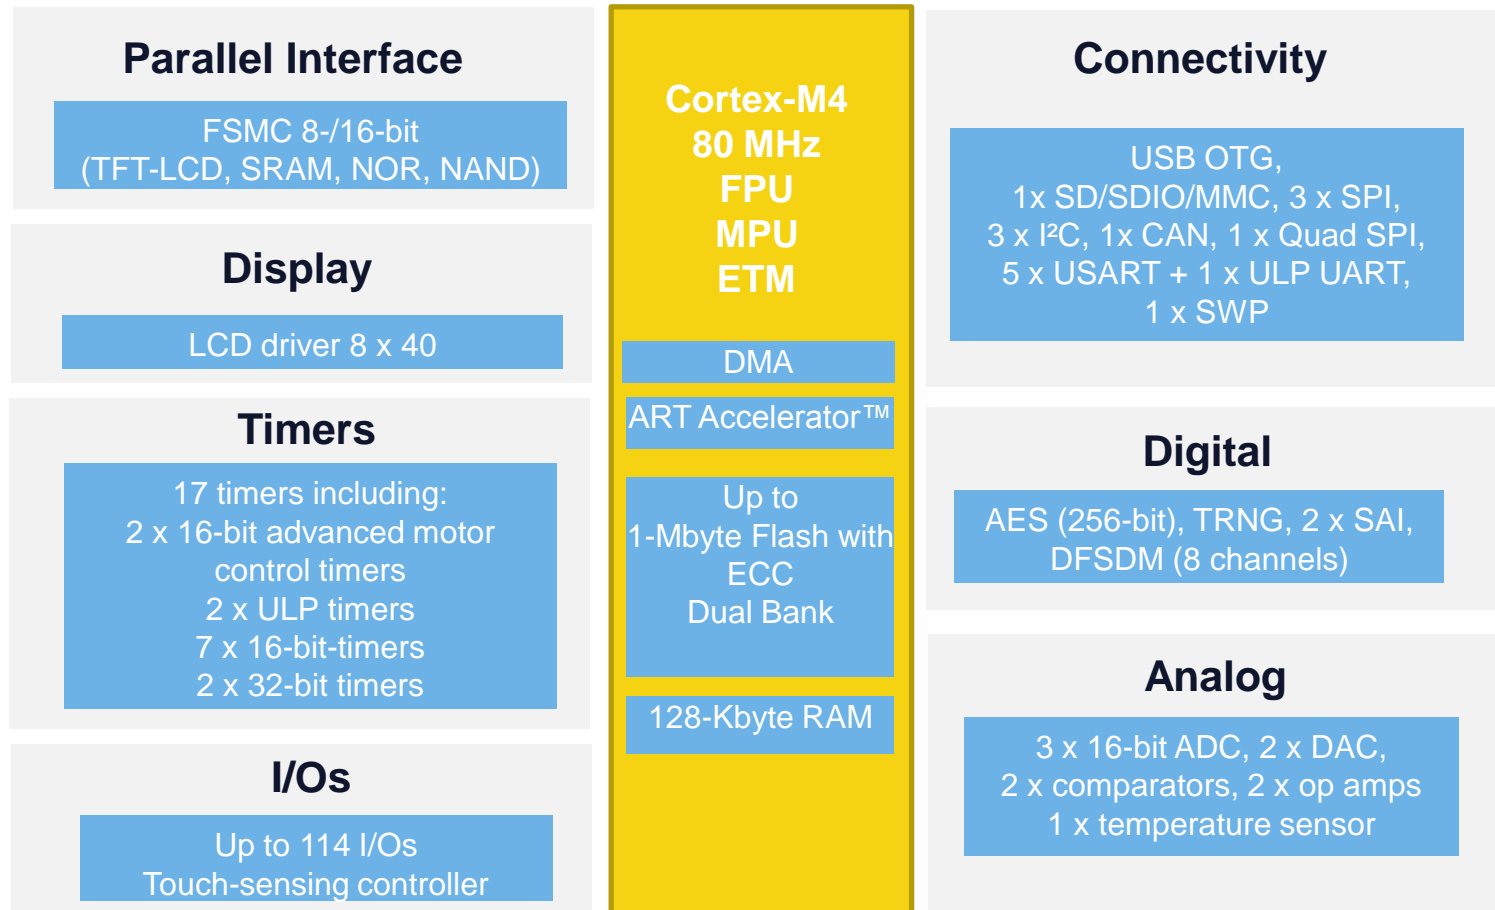 Parallel Interface
FSMC 8-/16-bit
(TFT-LCD, SRAM, NOR, NAND)
Display
LCD driver 8 x 40
Timers
17 timers including:
2 x 16-bit advanced motor
control timers
2 x ULP timers
7 x 16-bit-timers
2 x 32-bit timers
I/Os
Up to 114 I/Os
Touch-sensing controller
Cortex-M4
80 MHz
FPU
MPU
ETM
DMA
ART Accelerator™
Up to
1-Mbyte Flash with
ECC
Dual Bank
128-Kbyte RAM
Connectivity
USB OTG,
1x SD/SDIO/MMC, 3 x SPI,
3 x I²C, 1x CAN, 1 x Quad SPI,
5 x USART + 1 x ULP UART,
1 x SWP
Digital
AES (256-bit), TRNG, 2 x SAI,
DFSDM (8 channels)
Analog
3 x 16-bit ADC, 2 x DAC,
2 x comparators, 2 x op amps
1 x temperature sensor